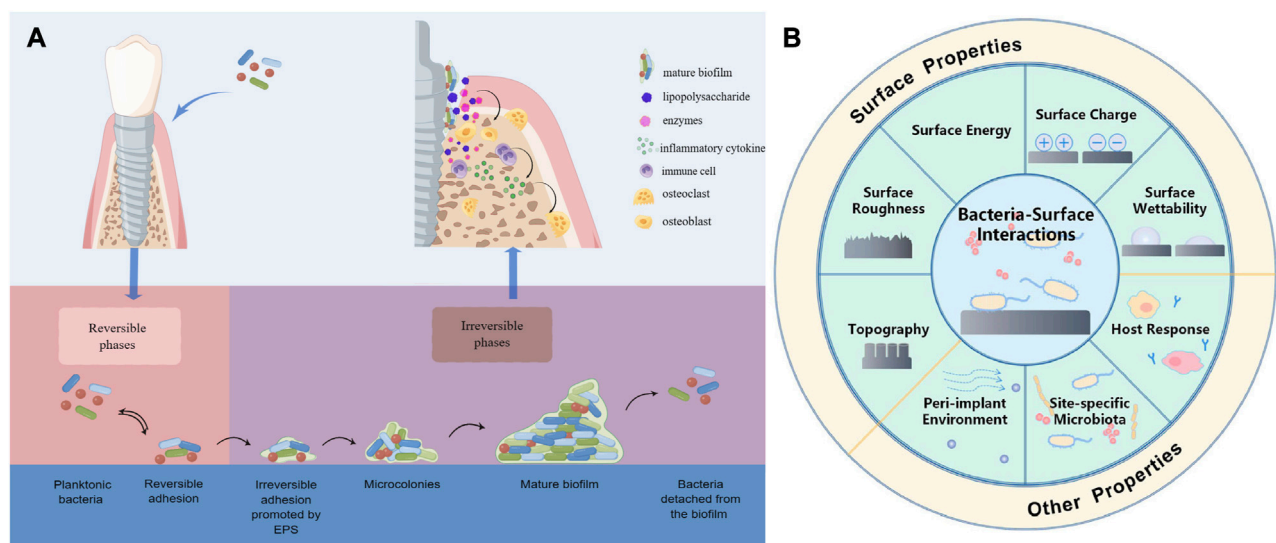 A
mature biofilm
lipopolysaccharide
enzymes
inflammatory cytokine
immune cell
osteoclast
osteoblast
Reversible
phases
Irreversible
phases
Planktonic
bacteria
Reversible
adhesion
Irreversible
adhesion
promoted by
EPS
Microcolonies
Mature biofilm
Bacteria
detached from
the biofilm
B
Surface Properties
Surface Energy
Surface Charge
Surface
Roughness
Surface
Wettability
Bacteria-Surface
Interactions
Topography
Host Response
Peri-implant
Environment
Site-specific
Microbiota
Other Properties